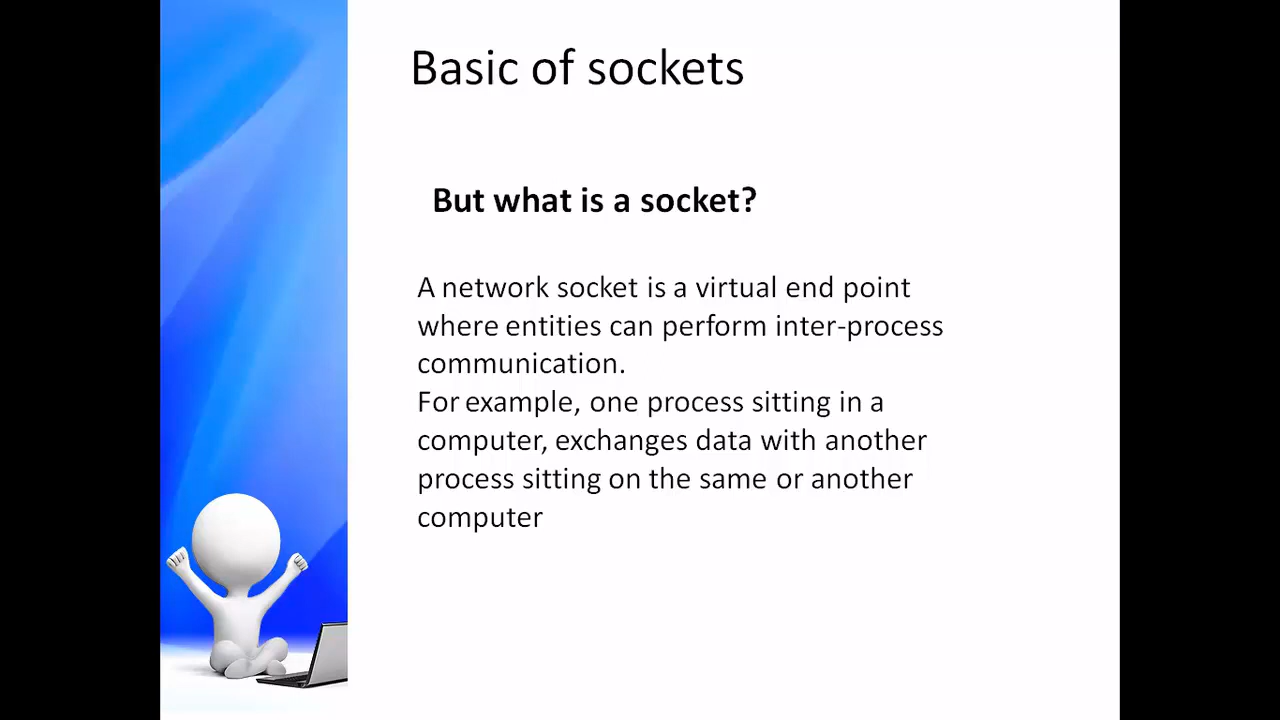 Basic of sockets
But what is a socket?
A network socket is a virtual end point
where entities can perform inter-process
communication.
For example, one process sitting in a
computer, exchanges data with another
process sitting on the same or another
computer